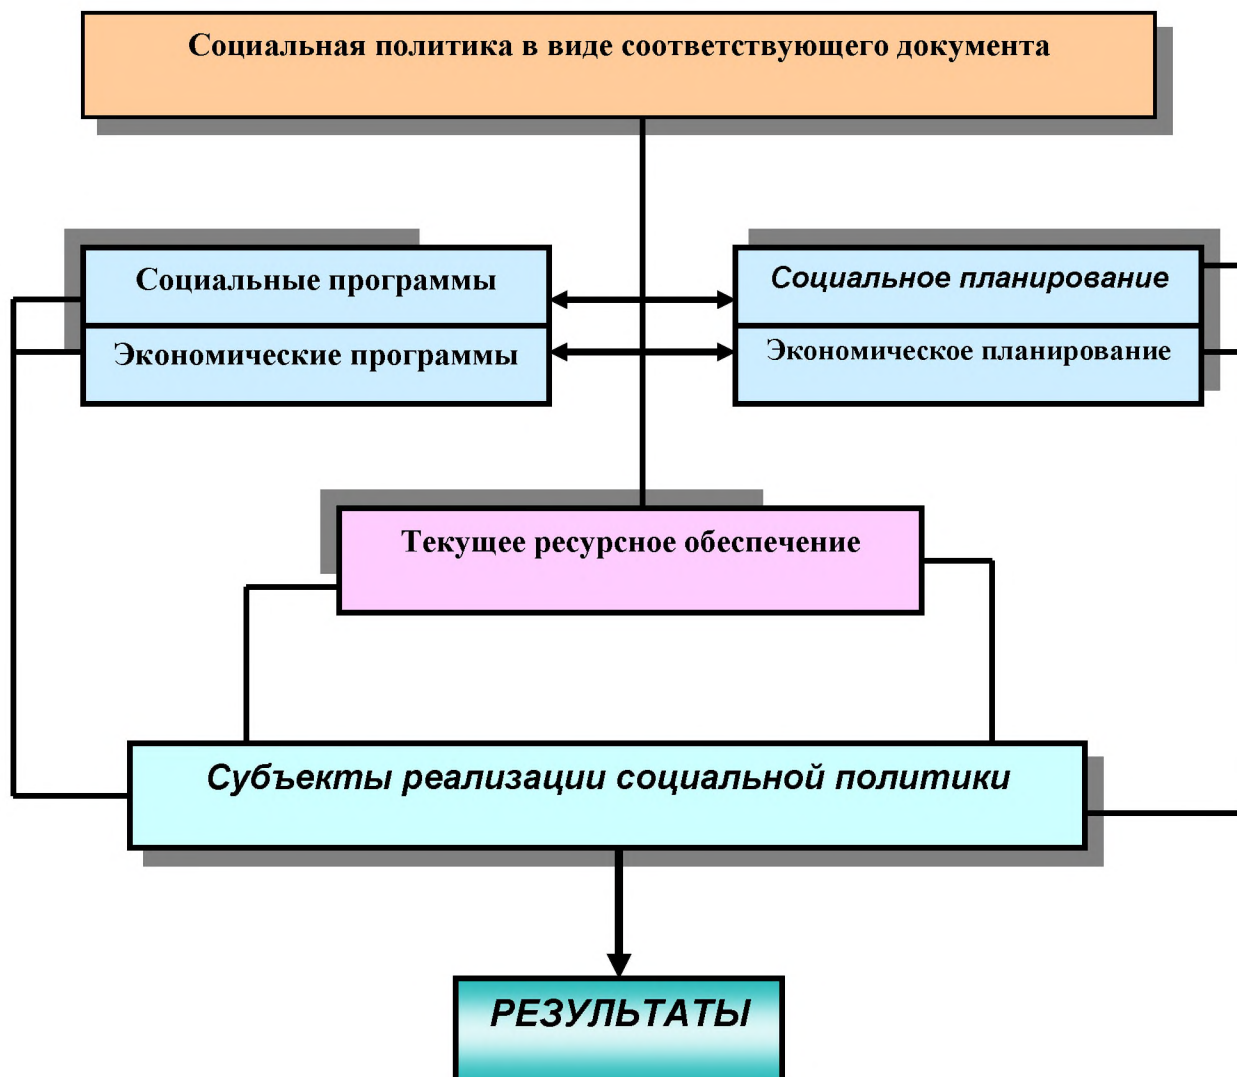 Социальная политика в виде соответствующего документа
Социальные программы
Социальное планирование
Экономические программы
Экономическое планирование
Текущее ресурсное обеспечение
Субъекты реализации социальной политики
РЕЗУЛЬТАТЫ